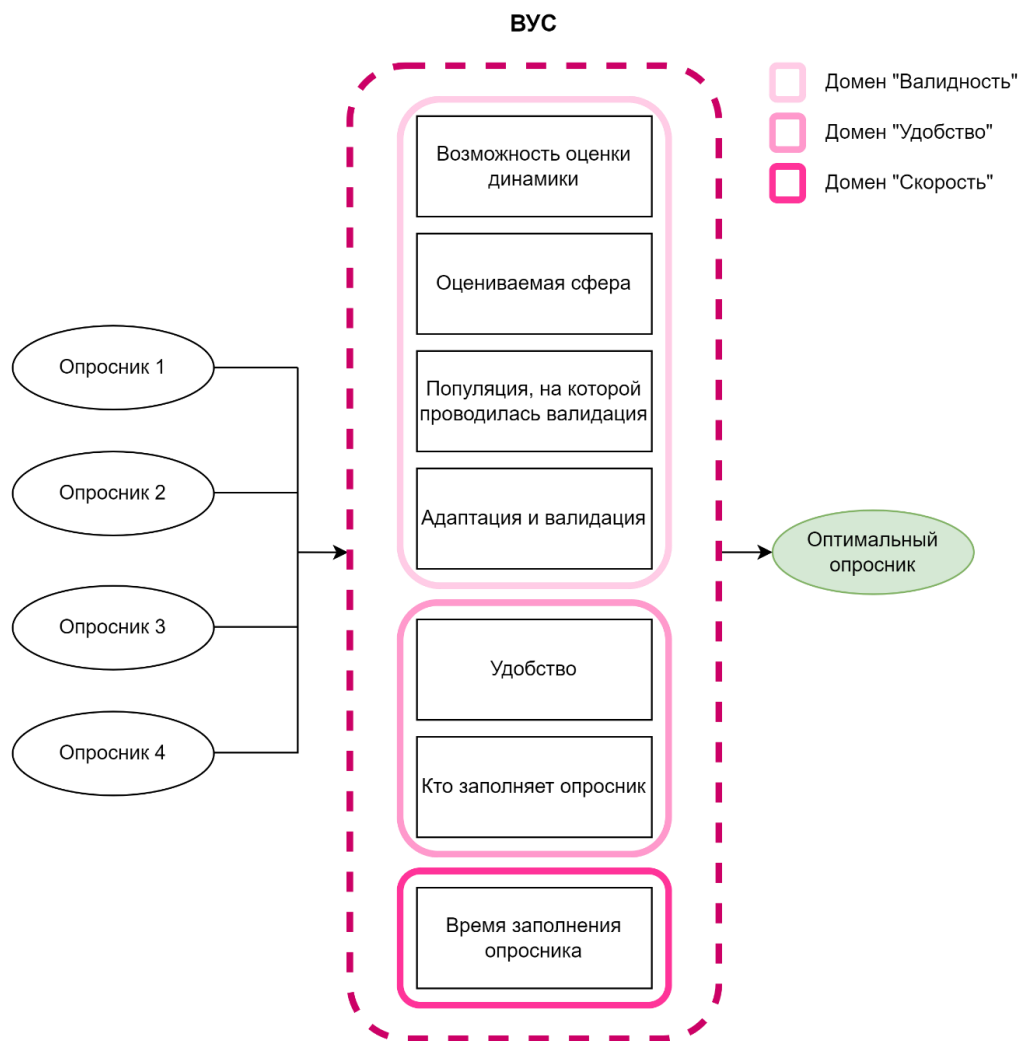 ВУС
Домен "Валидность"
Домен "Удобство"
Домен "Скорость"
Опросник 1
Опросник 2
Опросник 3
Опросник 4
Возможность оценки
динамики
Оцениваемая сфера
Популяция, на которой
проводилась валидация
Адаптация и валидация
Удобство
Кто заполняет опросник
Время заполнения
опросника
Оптимальный
опросник